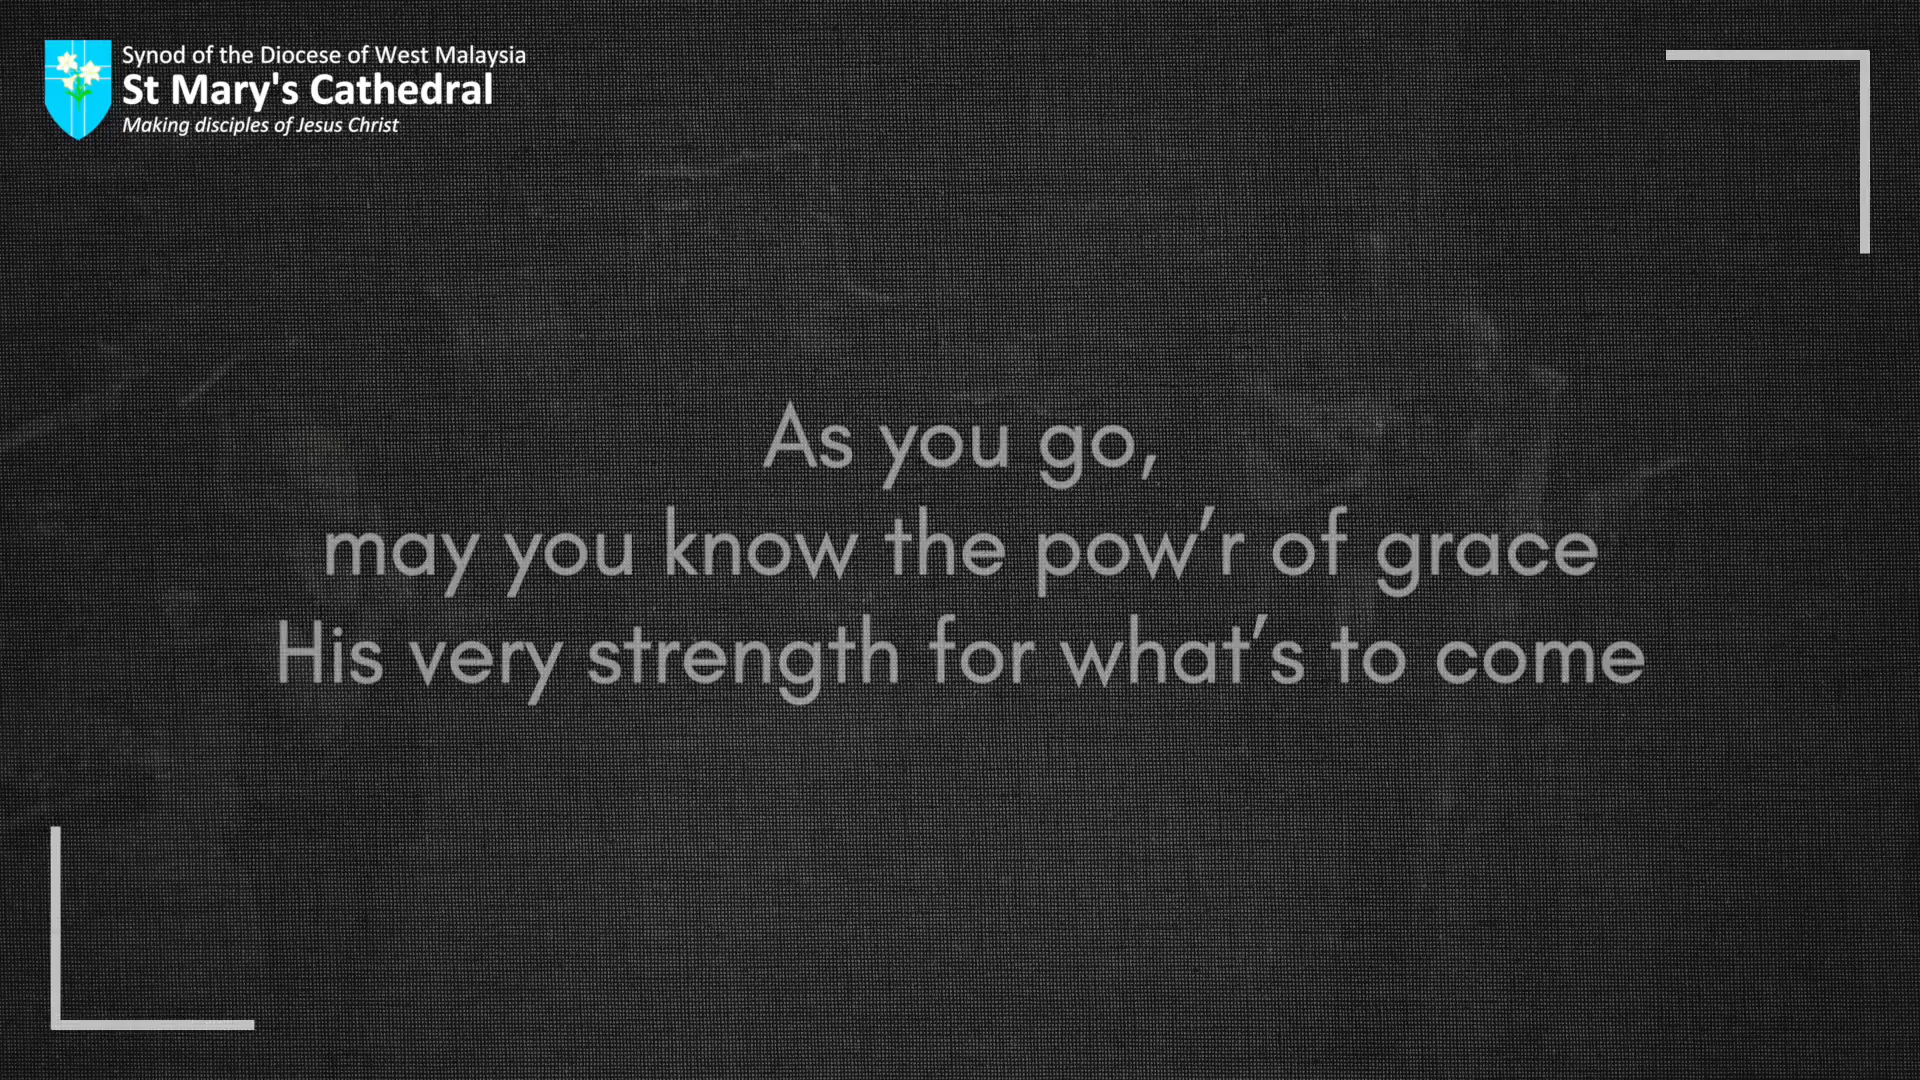 Synod of the Diocese of West Malaysia
St Mary's Cathedral
Making disciples of Jesus Christ
As you go,
may you know the pow’r of grace
His very strength for what’s to come